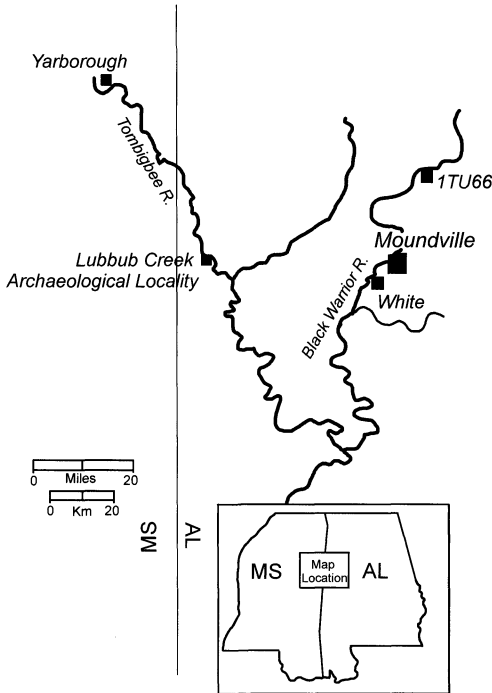 Yarborough
Tombigbee R.
1TU66
Moundville
Lubbub Creek
Archaeological Locality
White
Black Warrior R.
0 Miles 20
0 Km 20
MS
AL
MS
Map
Location
AL